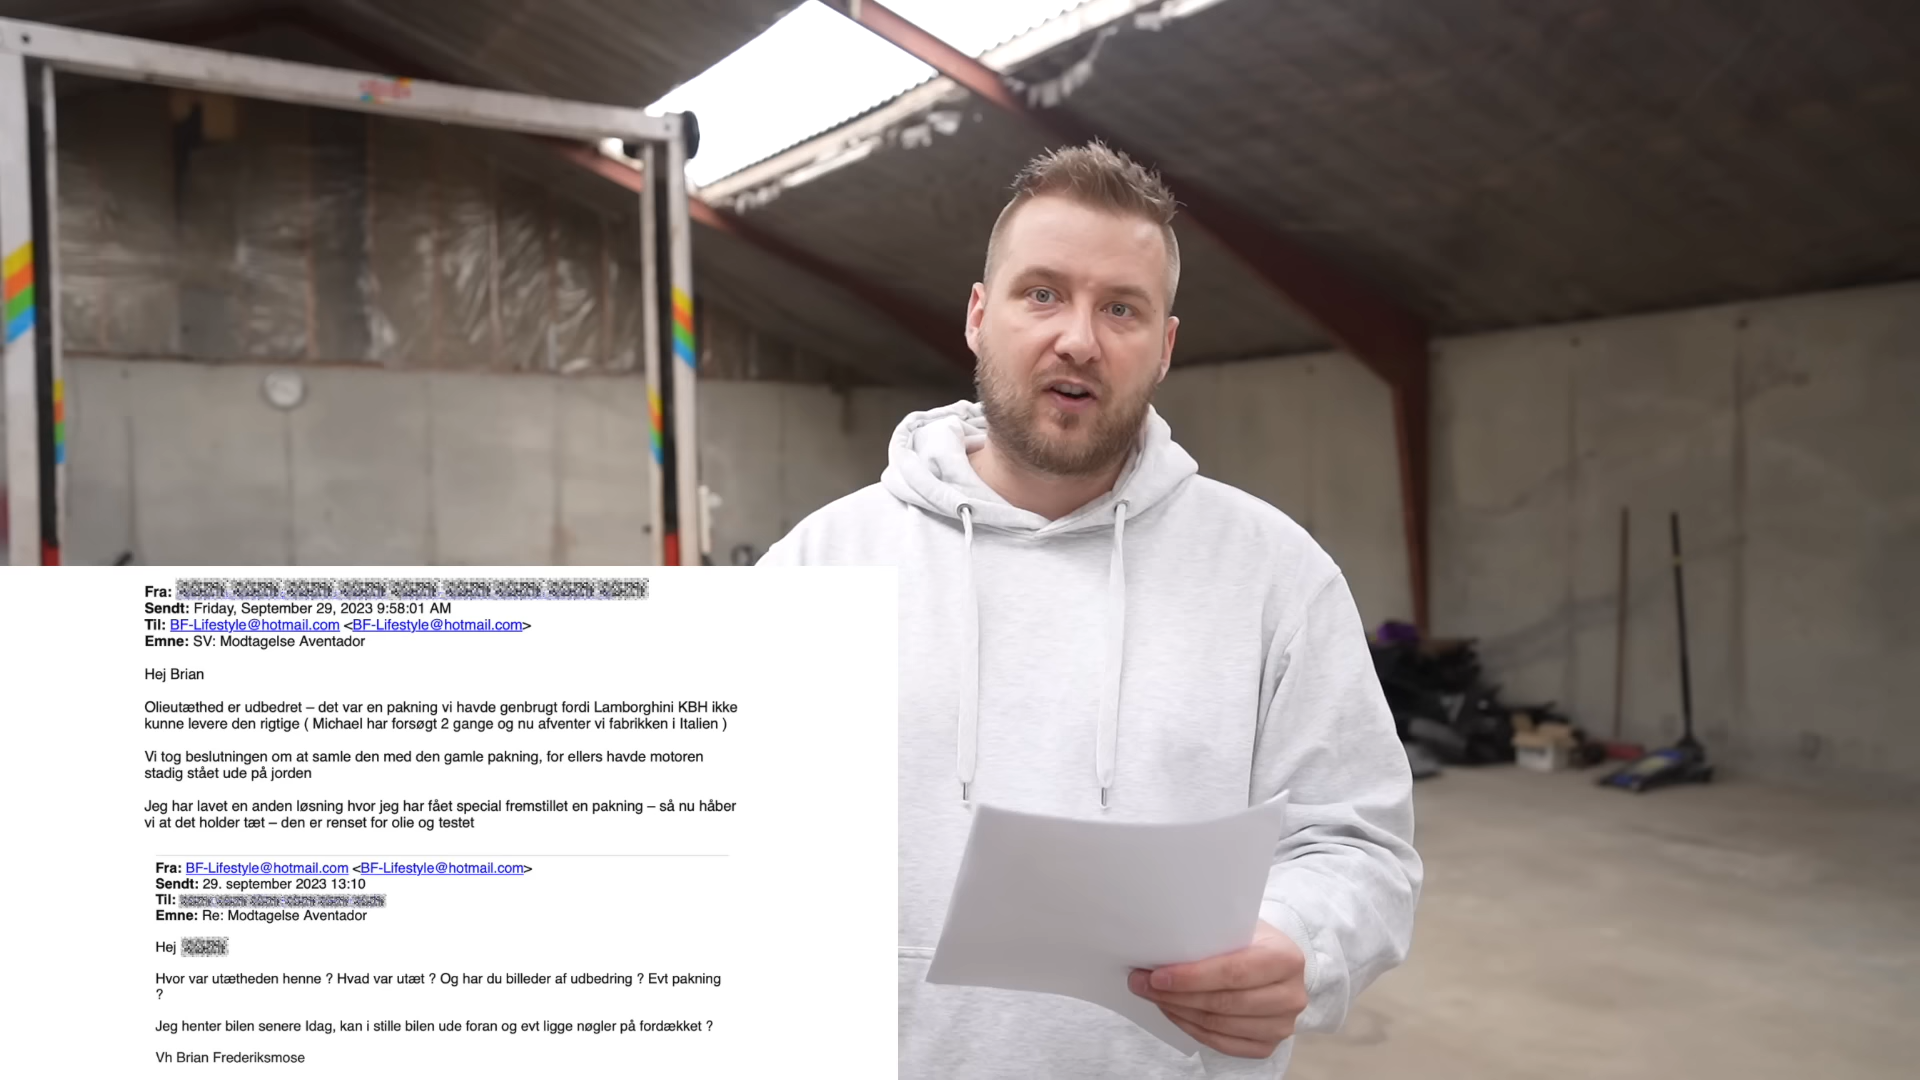 Fra:
Sendt: Friday, September 29, 2023 9:58:01 AM
Til: BF-Lifestyle@hotmail.com <BF-Lifestyle@hotmail.com>
Emne: SV: Modtagelse Aventador
Hej Brian
Olieutæthed er udbedret – det var en pakning vi havde genbrugt fordi Lamborghini KBH ikke
kunne levere den rigtige ( Michael har forsøgt 2 gange og nu afventer vi fabrikken i Italien )
Vi tog beslutningen om at samle den med den gamle pakning, for ellers havde motoren
stadig stået ude på jorden
Jeg har lavet en anden løsning hvor jeg har fået special fremstillet en pakning – så nu håber
vi at det holder tæt – den er renset for olie og testet
Fra: BF-Lifestyle@hotmail.com <BF-Lifestyle@hotmail.com>
Sendt: 29. september 2023 13:10
Til:
Emne: Re: Modtagelse Aventador
Hej
Hvor var utætheden henne ? Hvad var utæt ? Og har du billeder af udbedring ? Evt pakning
?
Jeg henter bilen senere Idag, kan i stille bilen ude foran og evt ligge nøgler på fordækket ?
Vh Brian Frederiksmose